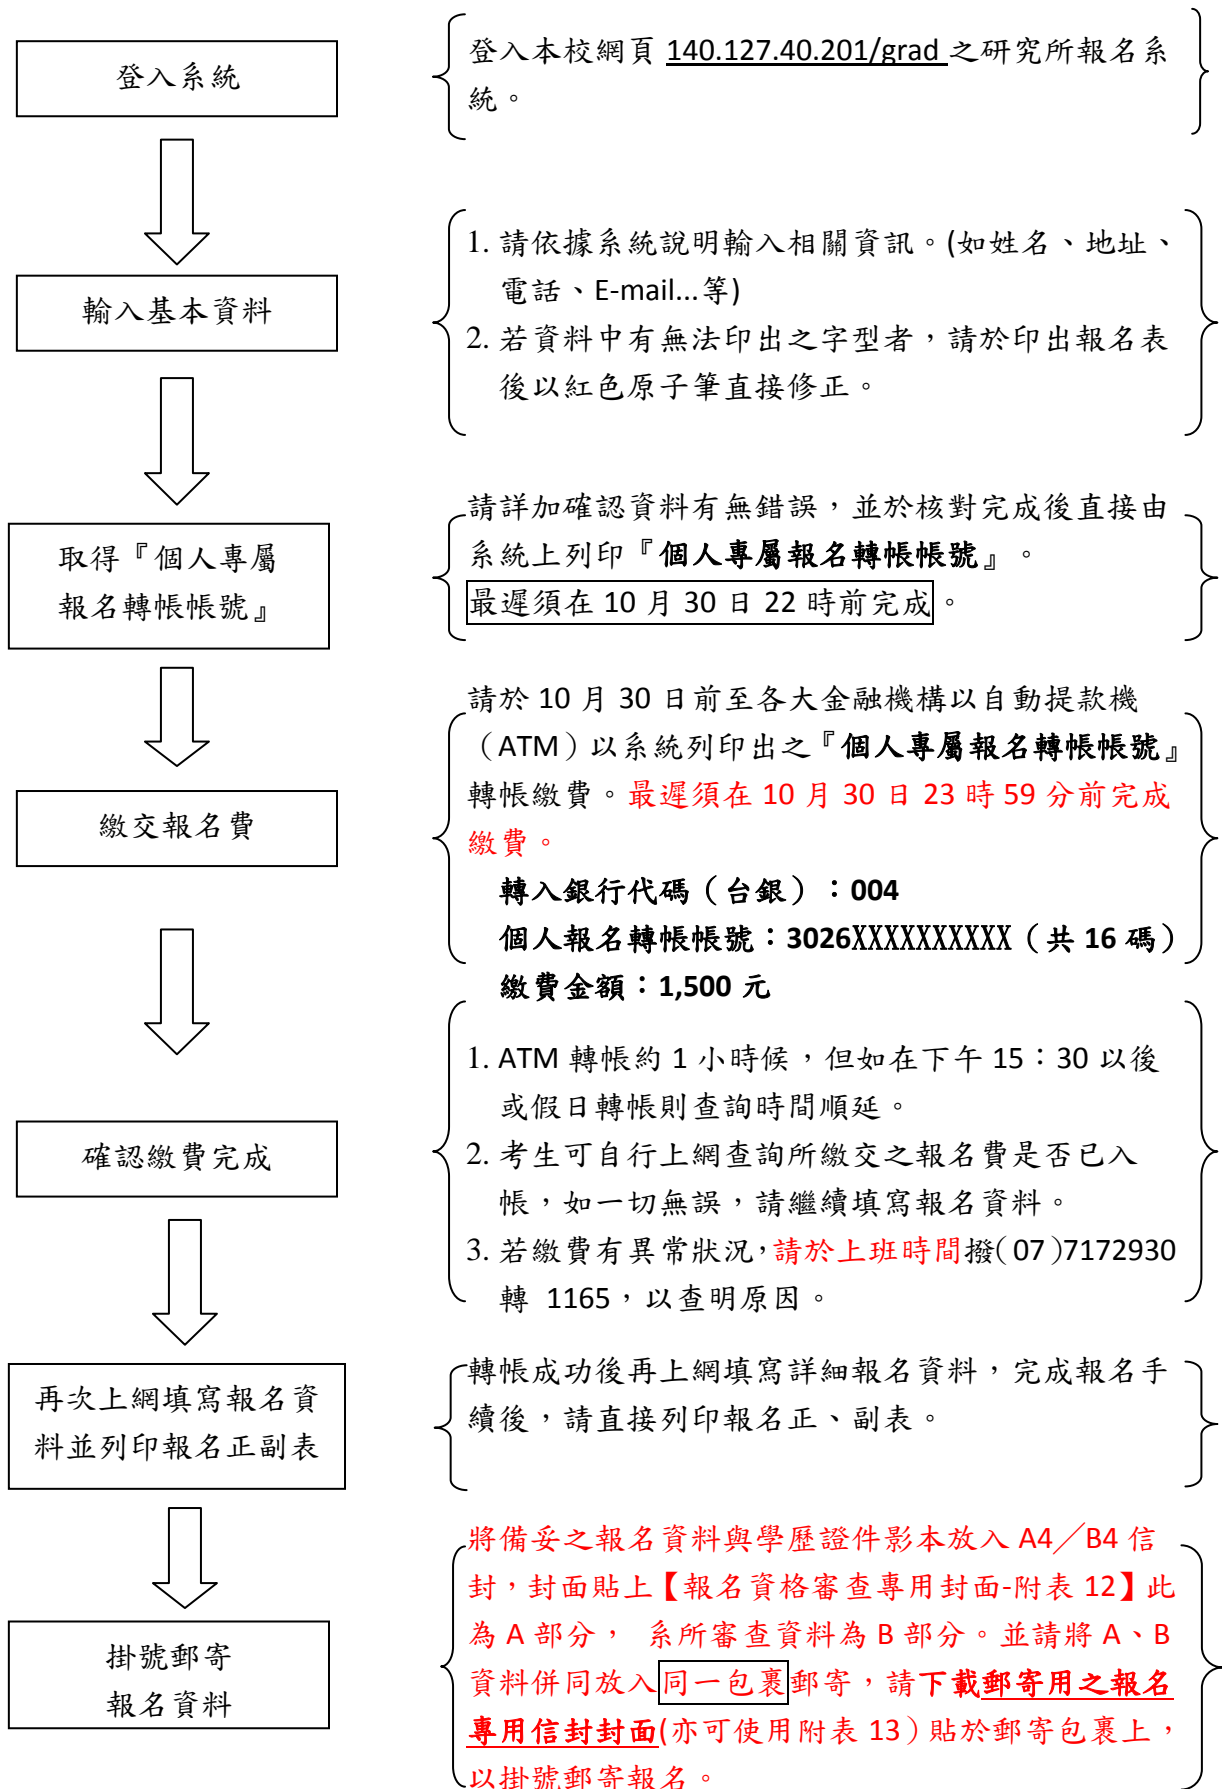 登入系統
登入本校網頁 140.127.40.201/grad 之研究所報名系
統。
輸入基本資料
1. 請依據系統說明輸入相關資訊。(如姓名、地址、
電話、E-mail...等)
2. 若資料中有無法印出之字型者，請於印出報名表
後以紅色原子筆直接修正。
取得『個人專屬
報名轉帳帳號』
請詳加確認資料有無錯誤，並於核對完成後直接由
系統上列印『個人專屬報名轉帳帳號』。
最遲須在 10 月 30 日 22 時前完成。
繳交報名費
請於 10 月 30 日前至各大金融機構以自動提款機
（ATM）以系統列印出之『個人專屬報名轉帳帳號』
轉帳繳費。最遲須在 10 月 30 日 23 時 59 分前完成
繳費。
轉入銀行代碼（台銀）：004
個人報名轉帳帳號：3026XXXXXXXXXX（共 16 碼）
繳費金額：1,500 元
確認繳費完成
1. ATM 轉帳約 1 小時候，但如在下午 15：30 以後
或假日轉帳則查詢時間順延。
2. 考生可自行上網查詢所繳交之報名費是否已入
帳，如一切無誤，請繼續填寫報名資料。
3. 若繳費有異常狀況，請於上班時間撥（07）7172930
轉 1165，以查明原因。
再次上網填寫報名資
料並列印報名正副表
轉帳成功後再上網填寫詳細報名資料，完成報名手
續後，請直接列印報名正、副表。
掛號郵寄
報名資料
將備妥之報名資料與學歷證件影本放入 A4／B4 信
封，封面貼上【報名資格審查專用封面-附表 12】此
為 A 部分， 系所審查資料為 B 部分。並請將 A、B
資料併同放入同一包裹郵寄，請下載郵寄用之報名
專用信封封面(亦可使用附表 13）貼於郵寄包裹上，
以掛號郵寄報名。